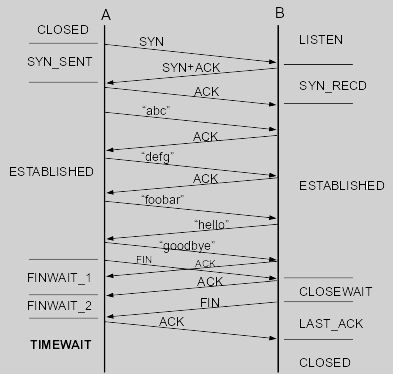 A B
CLOSED
SYN
LISTEN
SYN_SENT
SYN+ACK
SYN_RECD
ACK
“abc”
ACK
“defg”
ESTABLISHED
ACK
ESTABLISHED
“foobar”
“hello”
“goodbye”
FIN ACK
FINWAIT_1
ACK
CLOSEWAIT
FINWAIT_2
FIN
ACK
LAST_ACK
TIMEWAIT
CLOSED